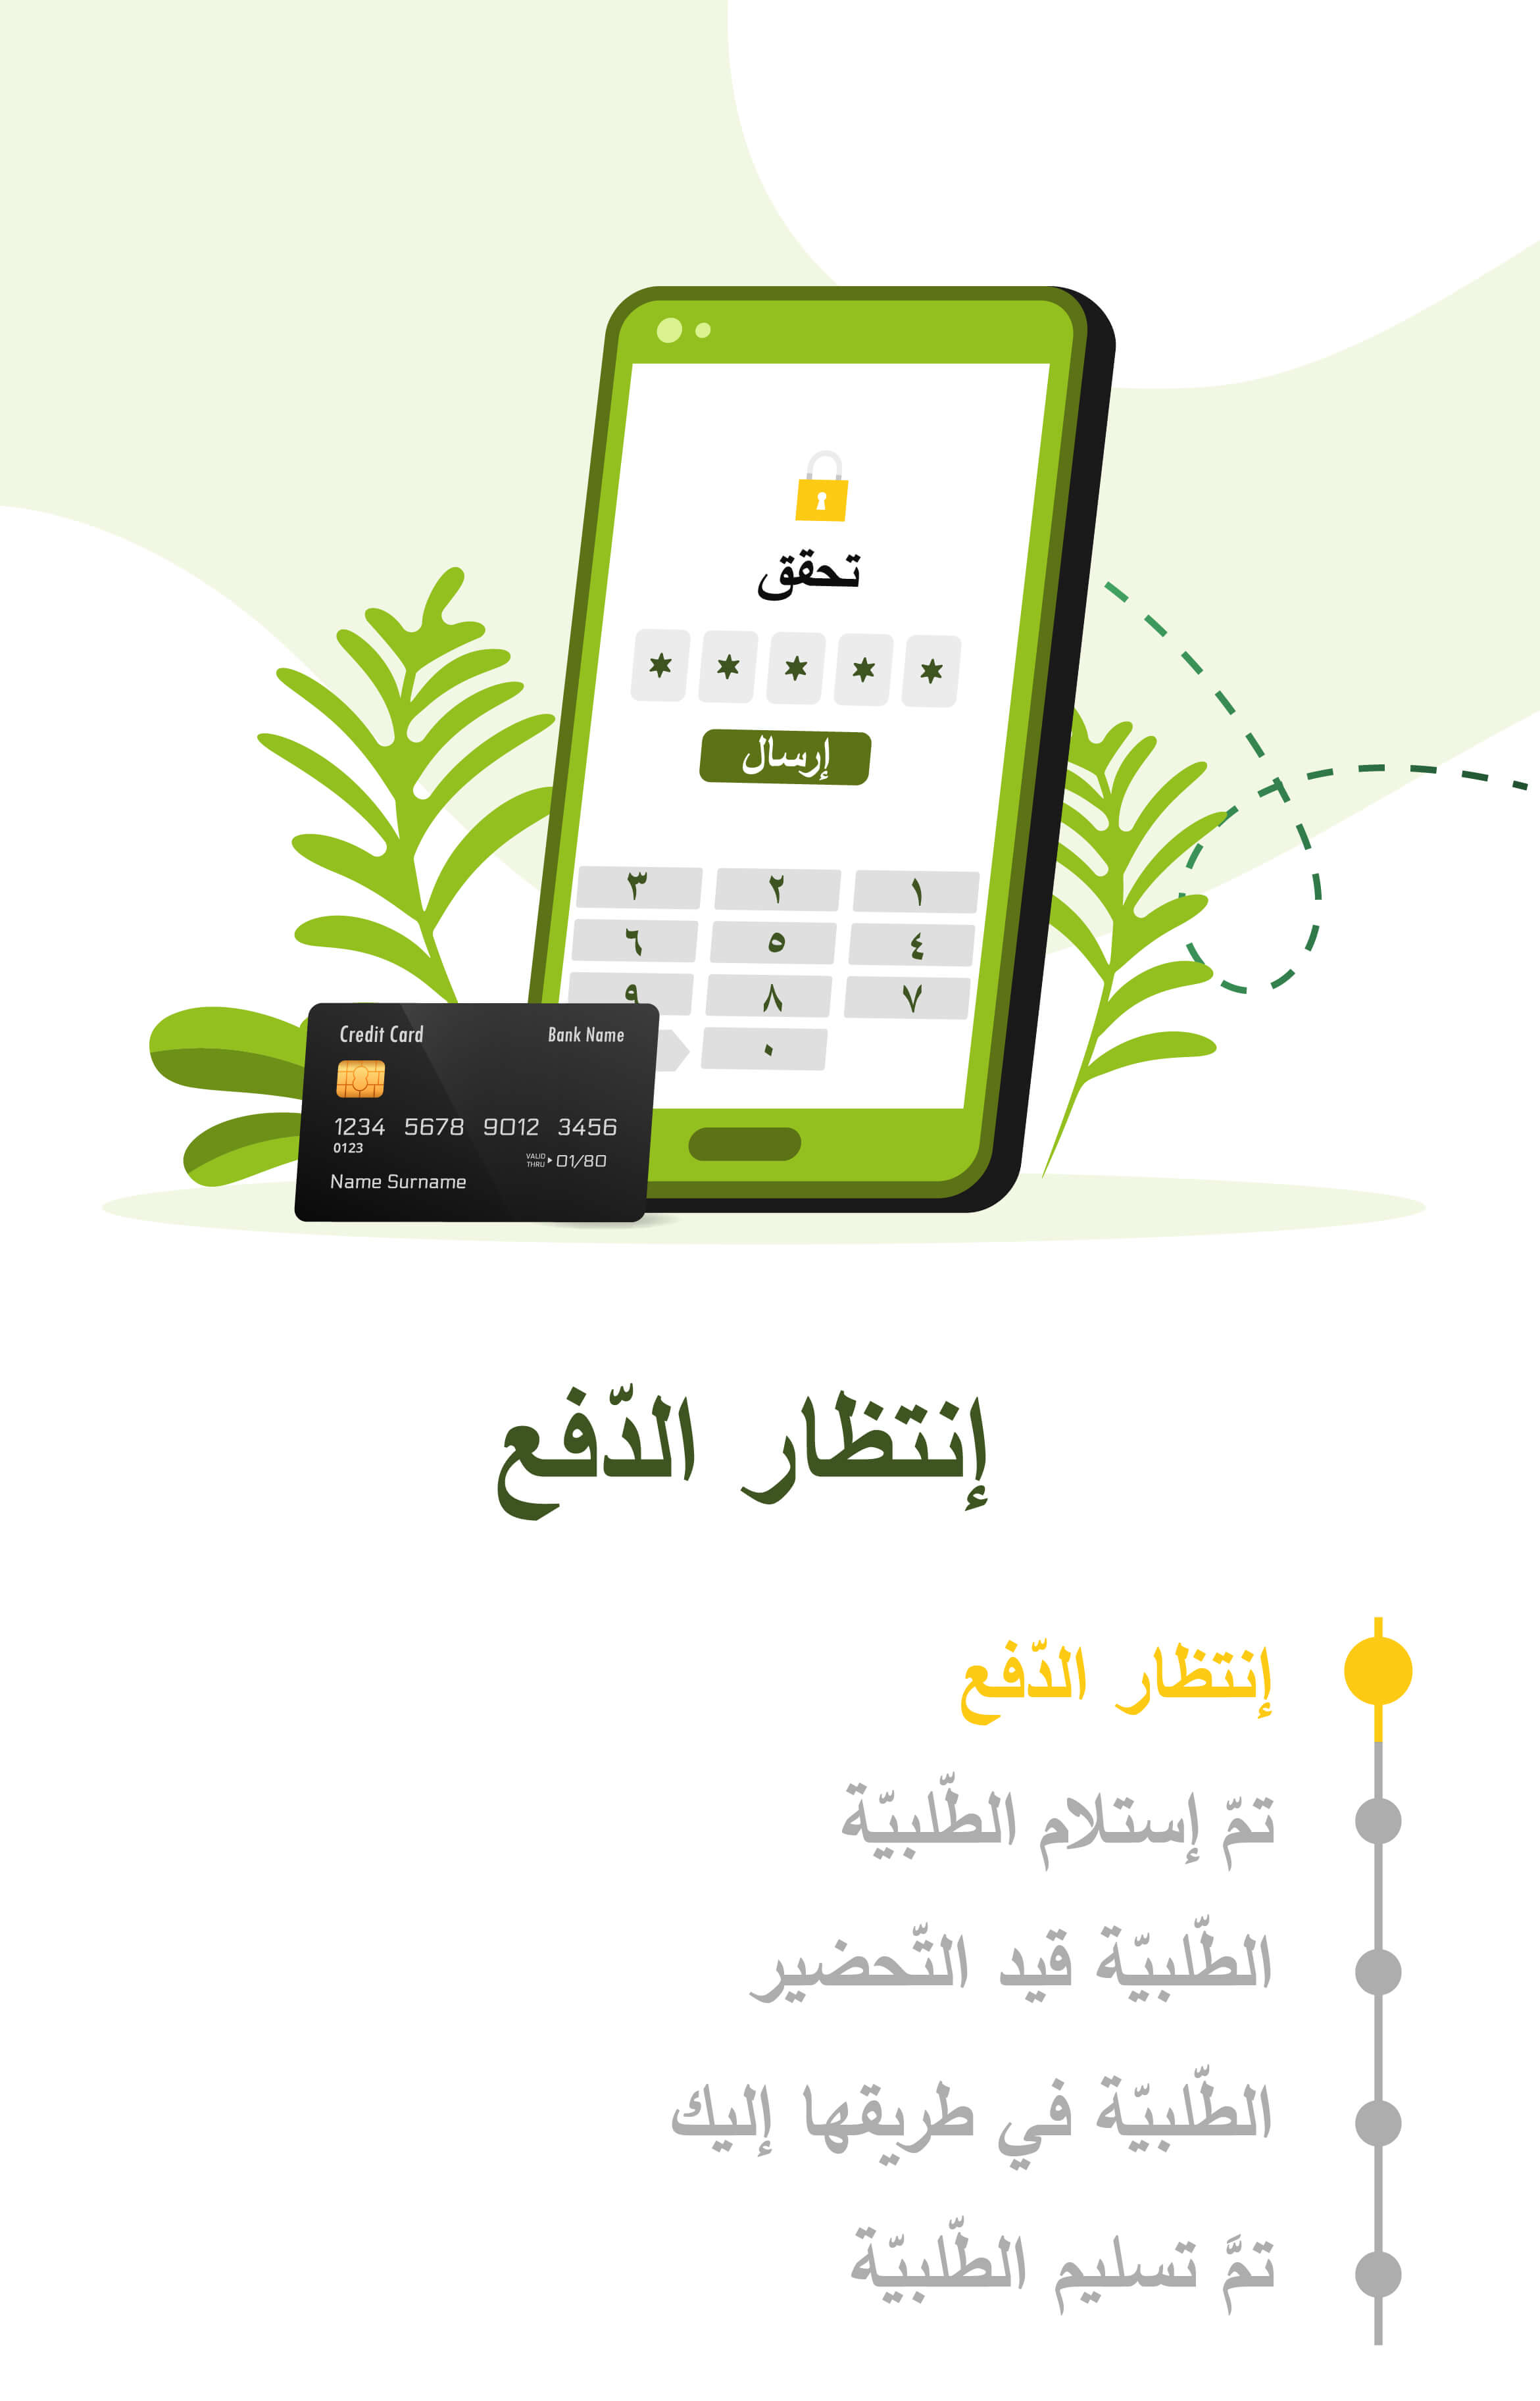 تحقق
* * * * *
إرسال
١ ٢ ٣
٤ ٥ ٦
٧ ٨ ٩
٠
Credit Card Bank Name
1234 5678 9012 3456
0123
VALID THRU 01/80
Name Surname
إنتظار الدّفع
إنتظار الدّفع
تمّ إستلام الطّلبيّة
الطّلبيّة قيد التّحضير
الطّلبيّة في طريقها إليك
تمَّ تسليم الطّلبيّة